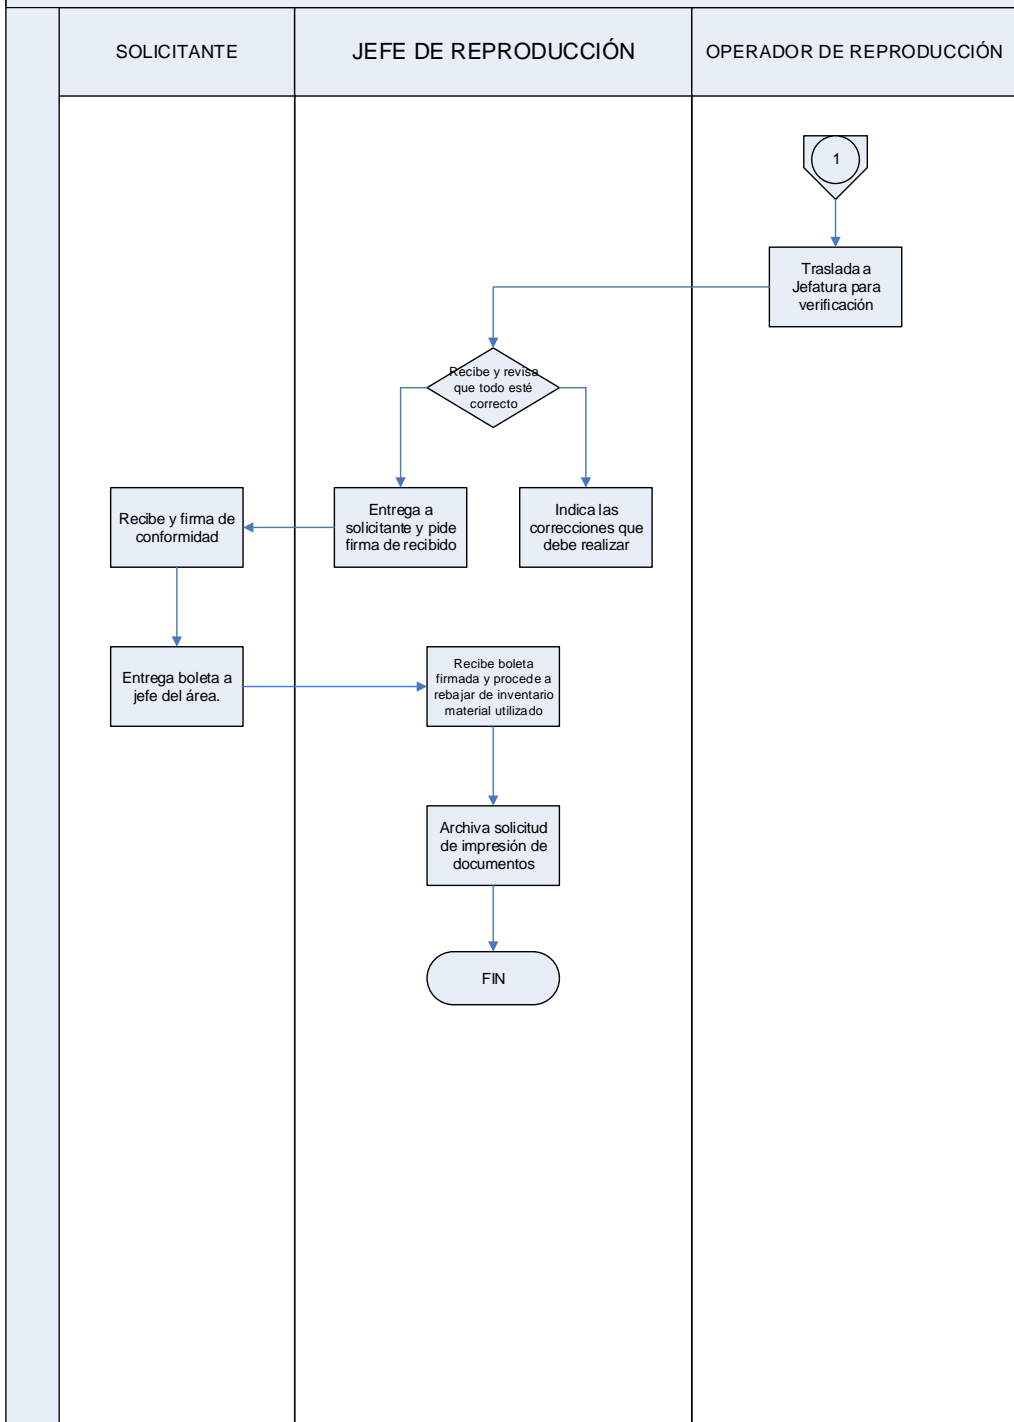 SOLICITANTE
JEFE DE REPRODUCCIÓN
OPERADOR DE REPRODUCCIÓN
1
Traslada a
Jefatura para
verificación
Recibe y revisa
que todo esté
correcto
Recibe y firma de
conformidad
Entrega a
solicitante y pide
firma de recibido
Indica las
correcciones que
debe realizar
Entrega boleta a
jefe del área.
Recibe boleta
firmada y procede a
rebajar de inventario
material utilizado
Archiva solicitud
de impresión de
documentos
FIN